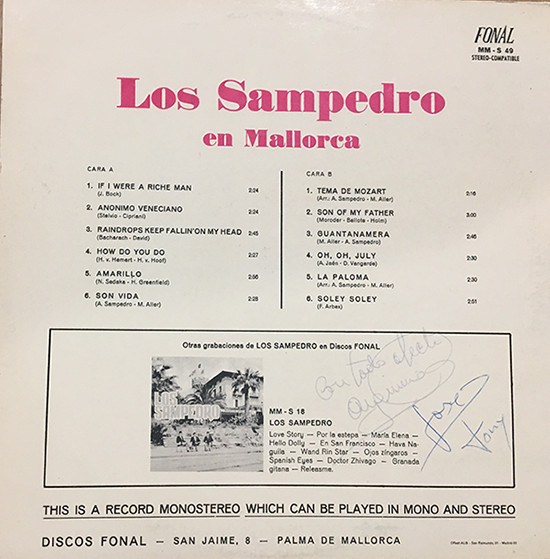 FONAL
MM - S 49
STEREO-COMPATIBLE
Los Sampedro
en Mallorca
CARA A
1. IF I WERE A RICHE MAN 2:24
(J. Bock)
2. ANONIMO VENECIANO 2:24
(Stelvio - Cipriani)
3. RAINDROPS KEEP FALLIN'ON MY HEAD 2:45
(Bacharach - David)
4. HOW DO YOU DO 2:27
(H. v. Hemert - H. v. Hoof)
5. AMARILLO 2:56
(N. Sedaka - H. Greenfield)
6. SON VIDA 2:28
(A. Sampedro - M. Aller)
CARA B
1. TEMA DE MOZART 2:16
(Arr.: A. Sampedro - M. Aller)
2. SON OF MY FATHER 3:00
(Moroder - Bellote - Holm)
3. GUANTANAMERA 2:46
(M. Aller - A. Sampedro)
4. OH, OH, JULY 2:30
(A. Jaén - D. Vangarde)
5. LA PALOMA 2:30
(Arr.: A. Sampedro - M. Aller)
6. SOLEY SOLEY 2:51
(F. Arbex)
Otras grabaciones de LOS SAMPEDRO en Discos FONAL
LOS
SAMPEDRO
Con todo afecto
José
Tony
MM - S 16
LOS SAMPEDRO
Love Story — Por la estepa — María Elena —
Hello Dolly — En San Francisco — Hava Na-
guila — Wand Rin Star — Ojos zíngaros —
Spanish Eyes — Doctor Zhivago — Granada
gitana — Releasme.
THIS IS A RECORD MONOSTEREO WHICH CAN BE PLAYED IN MONO AND STEREO
DISCOS FONAL — SAN JAIME, 8 — PALMA DE MALLORCA